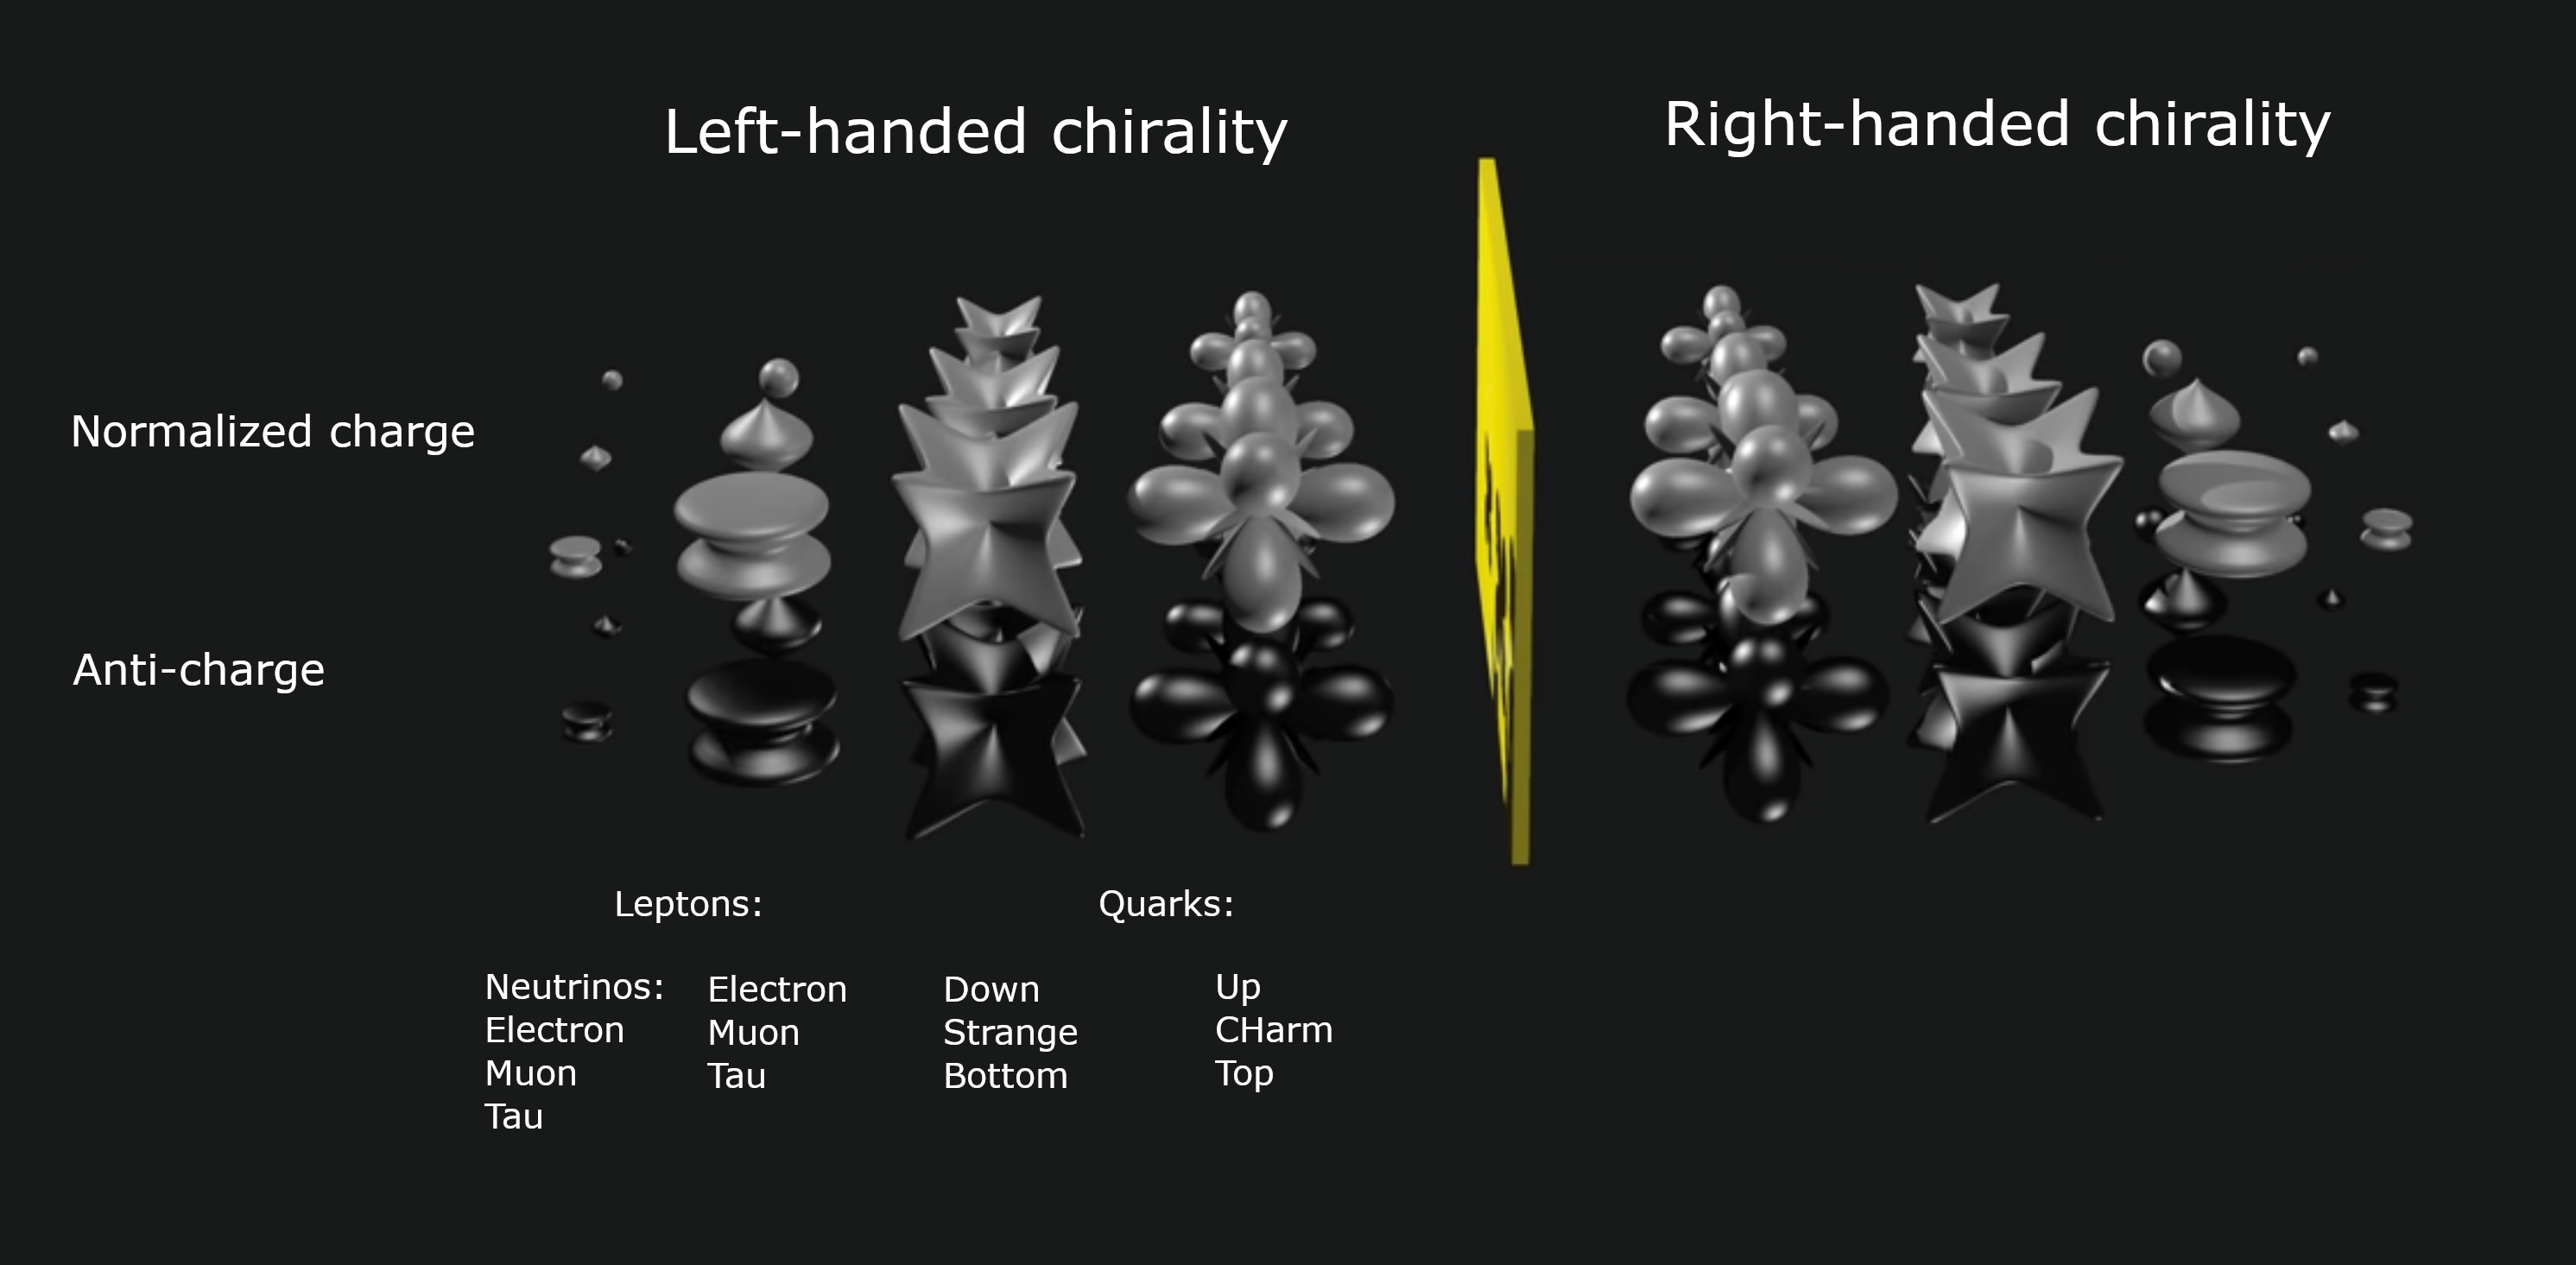 Left-handed chirality
Right-handed chirality
Normalized charge
Anti-charge
Leptons:
Quarks:
Neutrinos:
Electron
Muon
Tau
Electron
Muon
Tau
Down
Strange
Bottom
Up
CHarm
Top